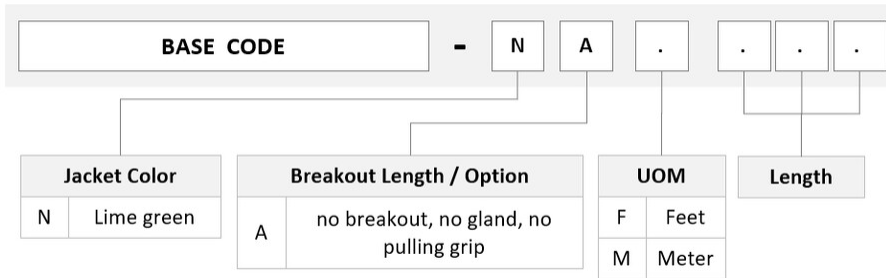 BASE CODE - N A . . . .
Jacket Color
N Lime green
Breakout Length / Option
A no breakout, no gland, no
pulling grip
UOM
F Feet
M Meter
Length